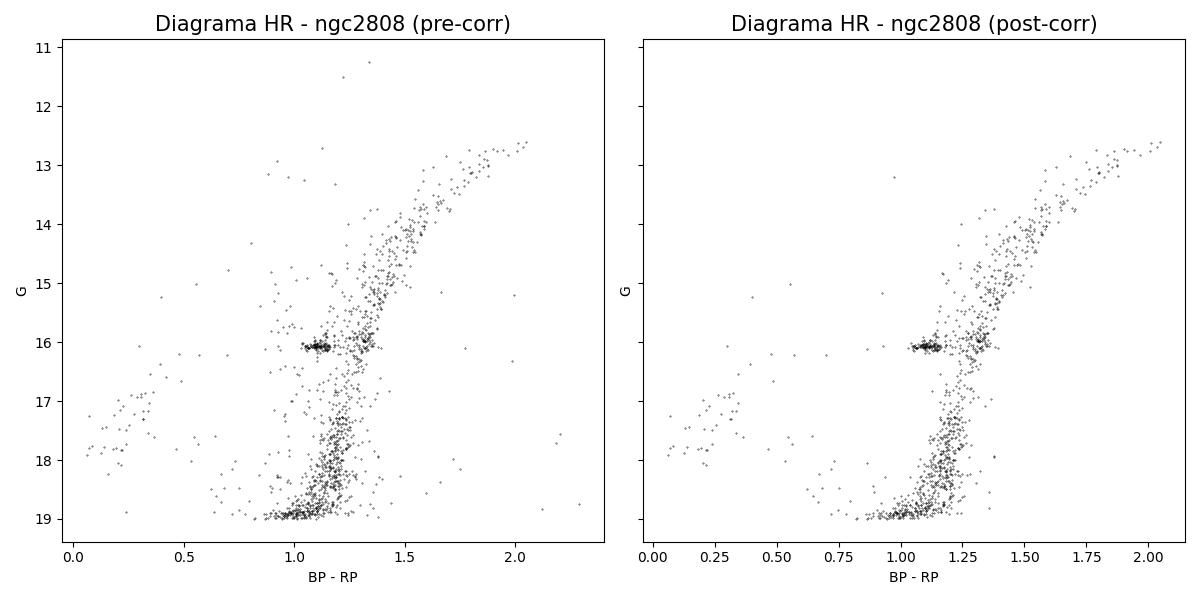 Diagrama HR - ngc2808 (pre-corr)
Diagrama HR - ngc2808 (post-corr)
11
12
13
14
15
16
17
18
19
G
G
0.0 0.5 1.0 1.5 2.0
0.00 0.25 0.50 0.75 1.00 1.25 1.50 1.75 2.00
BP - RP
BP - RP